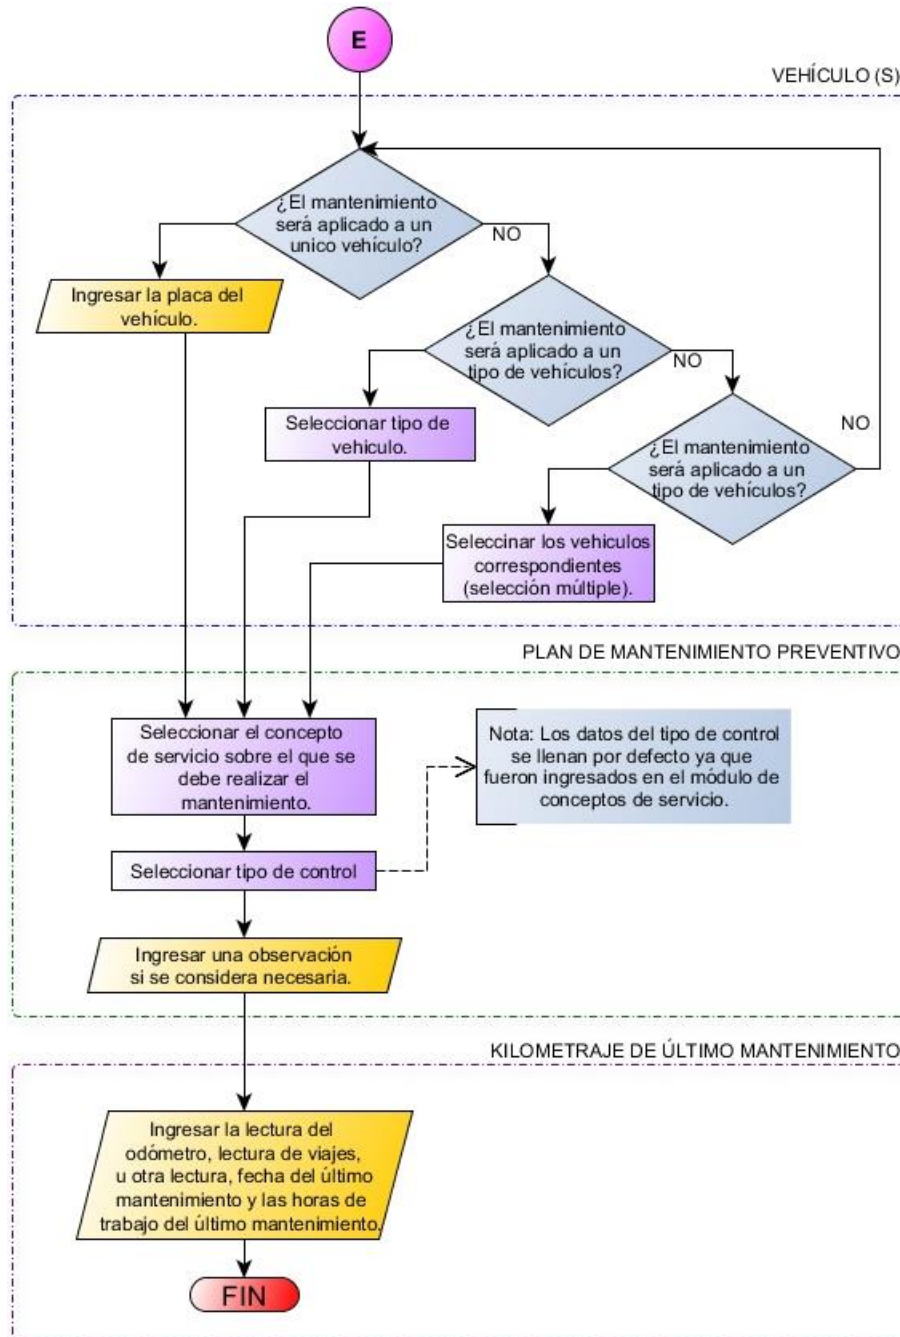 E
VEHÍCULO (S)
¿El mantenimiento
será aplicado a un
unico vehículo?
NO
Ingresar la placa del
vehículo.
¿El mantenimiento
será aplicado a un
tipo de vehículos?
NO
Seleccionar tipo de
vehiculo.
¿El mantenimiento
será aplicado a un
tipo de vehículos?
NO
Seleccinar los vehiculos
correspondientes
(selección múltiple).
PLAN DE MANTENIMIENTO PREVENTIVO
Seleccionar el concepto
de servicio sobre el que se
debe realizar el
mantenimiento.
Nota: Los datos del tipo de control
se llenan por defecto ya que
fueron ingresados en el módulo de
conceptos de servicio.
Seleccionar tipo de control
Ingresar una observación
si se considera necesaria.
KILOMETRAJE DE ÚLTIMO MANTENIMIENTO
Ingresar la lectura del
odómetro, lectura de viajes,
u otra lectura, fecha del último
mantenimiento y las horas de
trabajo del último mantenimiento.
FIN